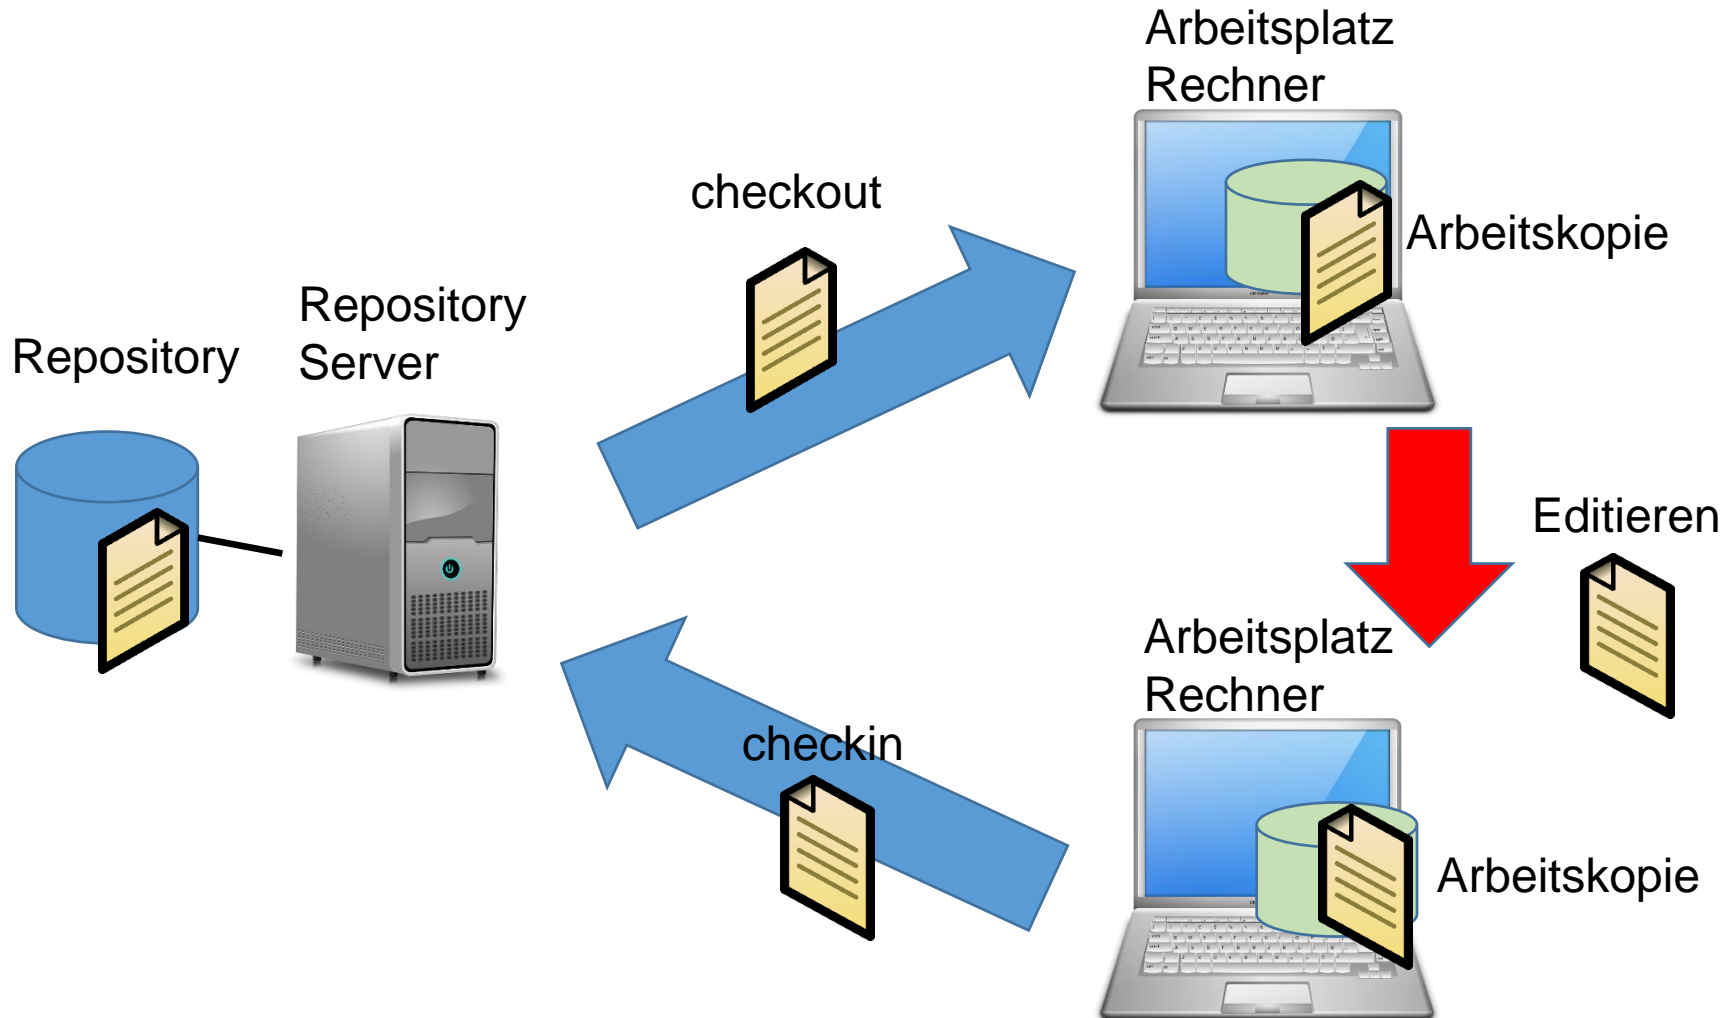 Arbeitsplatz
Rechner
checkout
Arbeitskopie
Repository
Server
Repository
Editieren
Arbeitsplatz
Rechner
checkin
Arbeitskopie